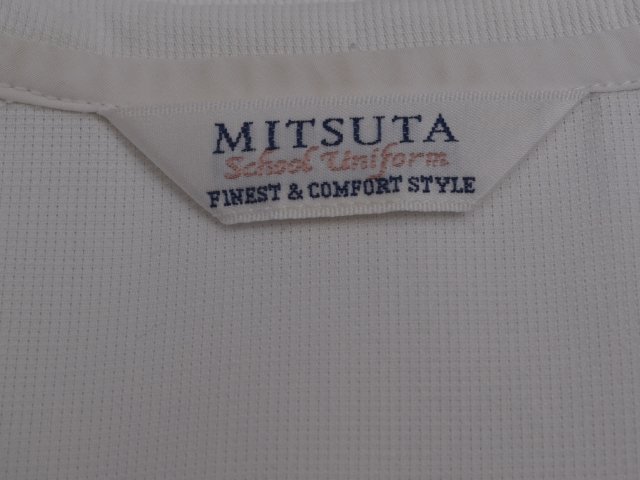 MITSUTA
School Uniform
FINEST & COMFORT STYLE